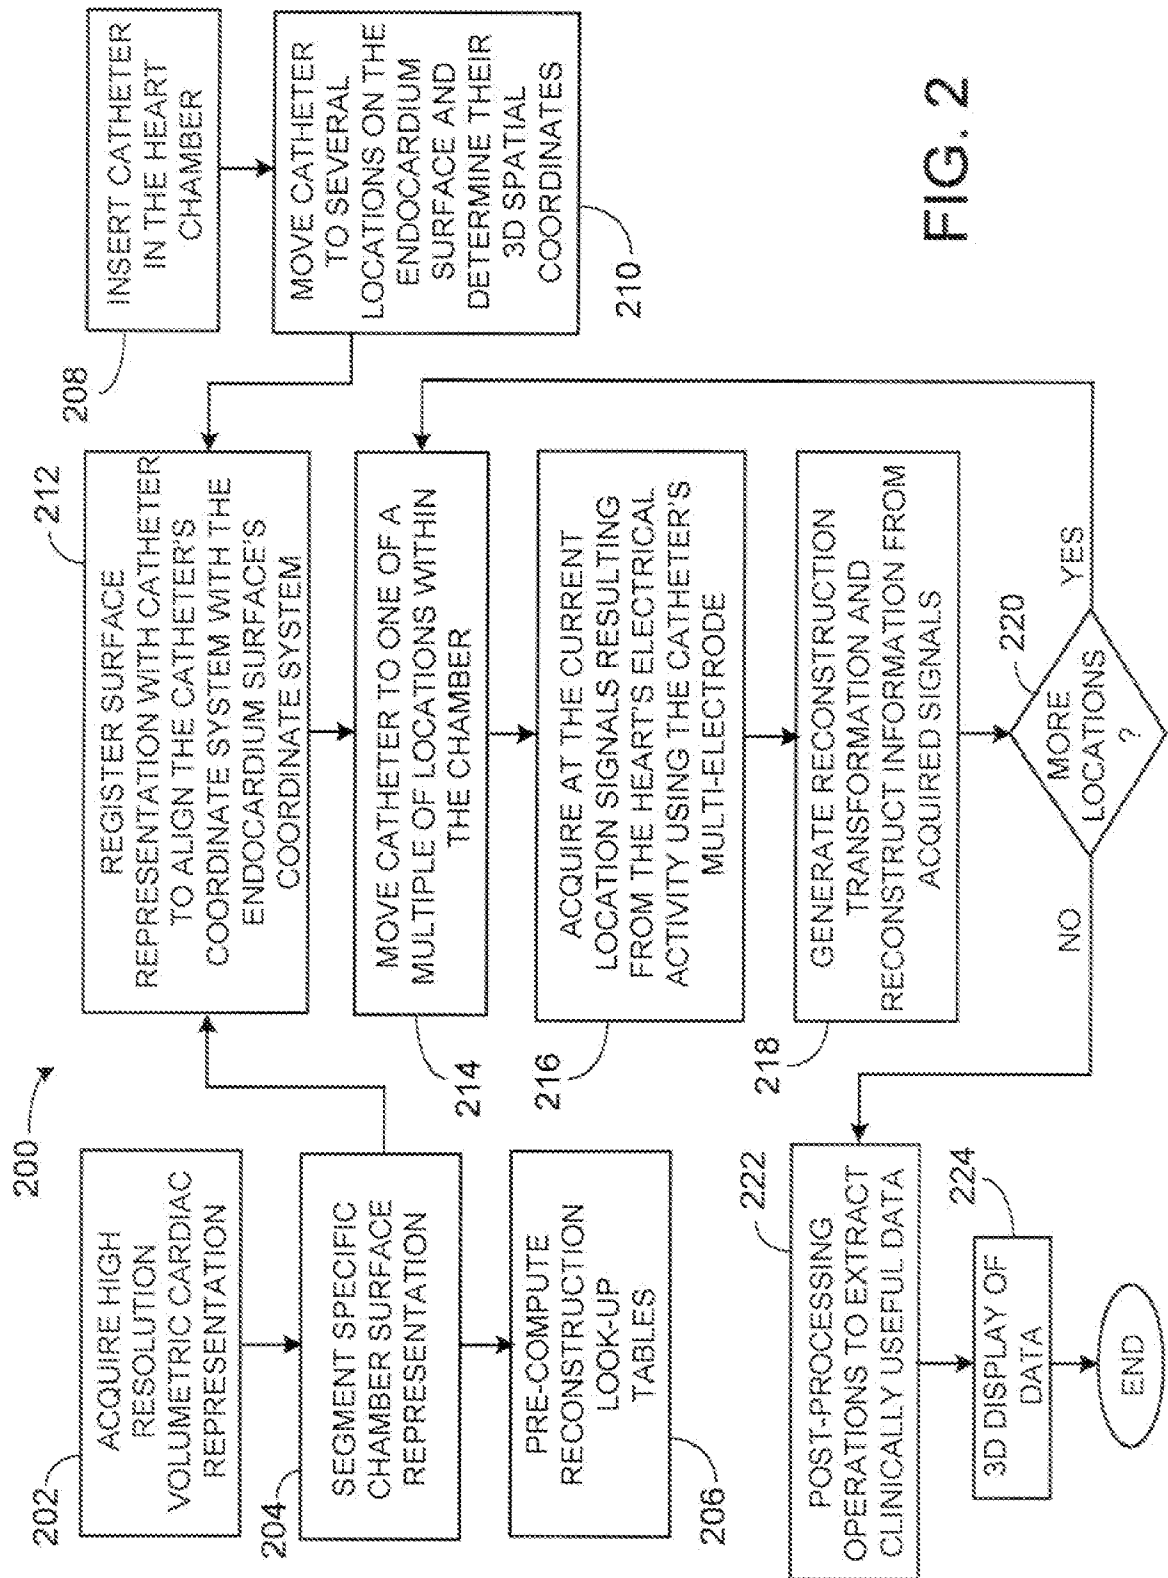 200
202
ACQUIRE HIGH
RESOLUTION
VOLUMETRIC CARDIAC
REPRESENTATION
204
SEGMENT SPECIFIC
CHAMBER SURFACE
REPRESENTATION
206
PRE-COMPUTE
RECONSTRUCTION
LOOK-UP
TABLES
208
INSERT CATHETER
IN THE HEART
CHAMBER
210
MOVE CATHETER
TO SEVERAL
LOCATIONS ON THE
ENDOCARDIUM
SURFACE AND
DETERMINE THEIR
3D SPATIAL
COORDINATES
212
REGISTER SURFACE
REPRESENTATION WITH CATHETER
TO ALIGN THE CATHETER'S
COORDINATE SYSTEM WITH THE
ENDOCARDIUM SURFACE'S
COORDINATE SYSTEM
214
MOVE CATHETER TO ONE OF A
MULTIPLE OF LOCATIONS WITHIN
THE CHAMBER
216
ACQUIRE AT THE CURRENT
LOCATION SIGNALS RESULTING
FROM THE HEART'S ELECTRICAL
ACTIVITY USING THE CATHETER'S
MULTI-ELECTRODE
218
GENERATE RECONSTRUCTION
TRANSFORMATION AND
RECONSTRUCT INFORMATION FROM
ACQUIRED SIGNALS
220
MORE
LOCATIONS
?
YES
NO
222
POST-PROCESSING
OPERATIONS TO EXTRACT
CLINICALLY USEFUL DATA
224
3D DISPLAY OF
DATA
END
FIG. 2